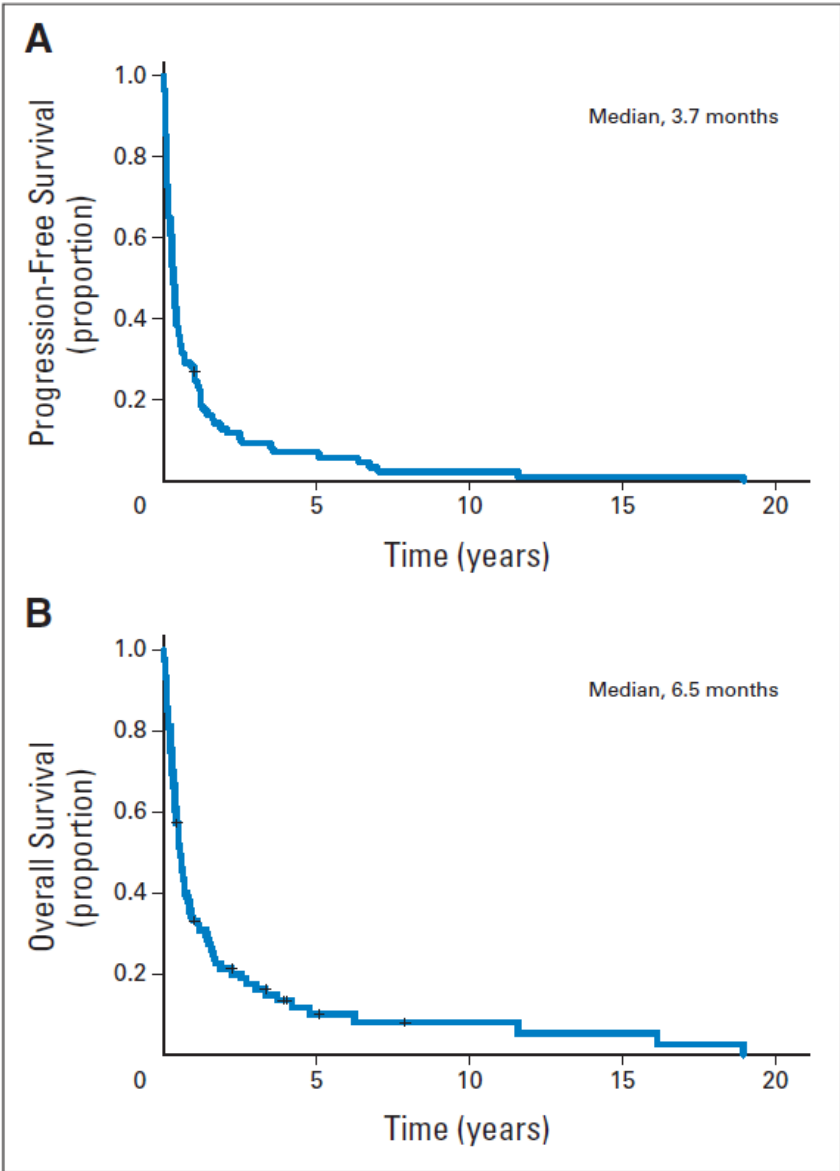 A
Progression-Free Survival
(proportion)
1.0
0.8
0.6
0.4
0.2
Median, 3.7 months
0
5
10
15
20
Time (years)
B
Overall Survival
(proportion)
1.0
0.8
0.6
0.4
0.2
Median, 6.5 months
0
5
10
15
20
Time (years)